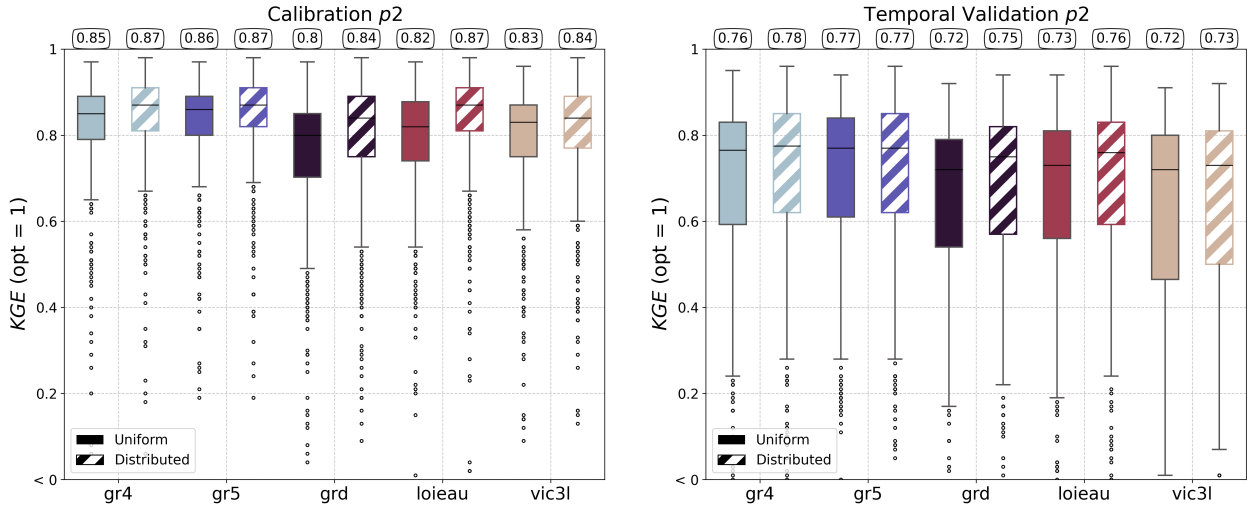 Calibration p2
0.85 0.87 0.86 0.87 0.8 0.84 0.82 0.87 0.83 0.84
1
0.8
0.6
0.4
0.2
< 0
KGE (opt = 1)
Uniform
Distributed
gr4 gr5 grd loieau vic3l
Temporal Validation p2
0.76 0.78 0.77 0.77 0.72 0.75 0.73 0.76 0.72 0.73
1
0.8
0.6
0.4
0.2
< 0
KGE (opt = 1)
Uniform
Distributed
gr4 gr5 grd loieau vic3l